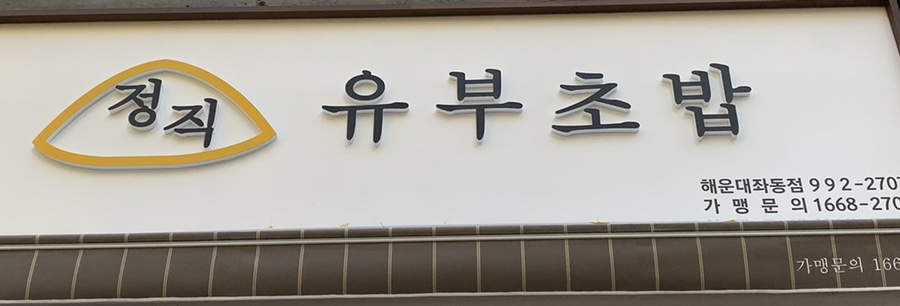 정직
유부초밥
해운대좌동점 992-270
가맹문의 1668-270
가맹문의 166